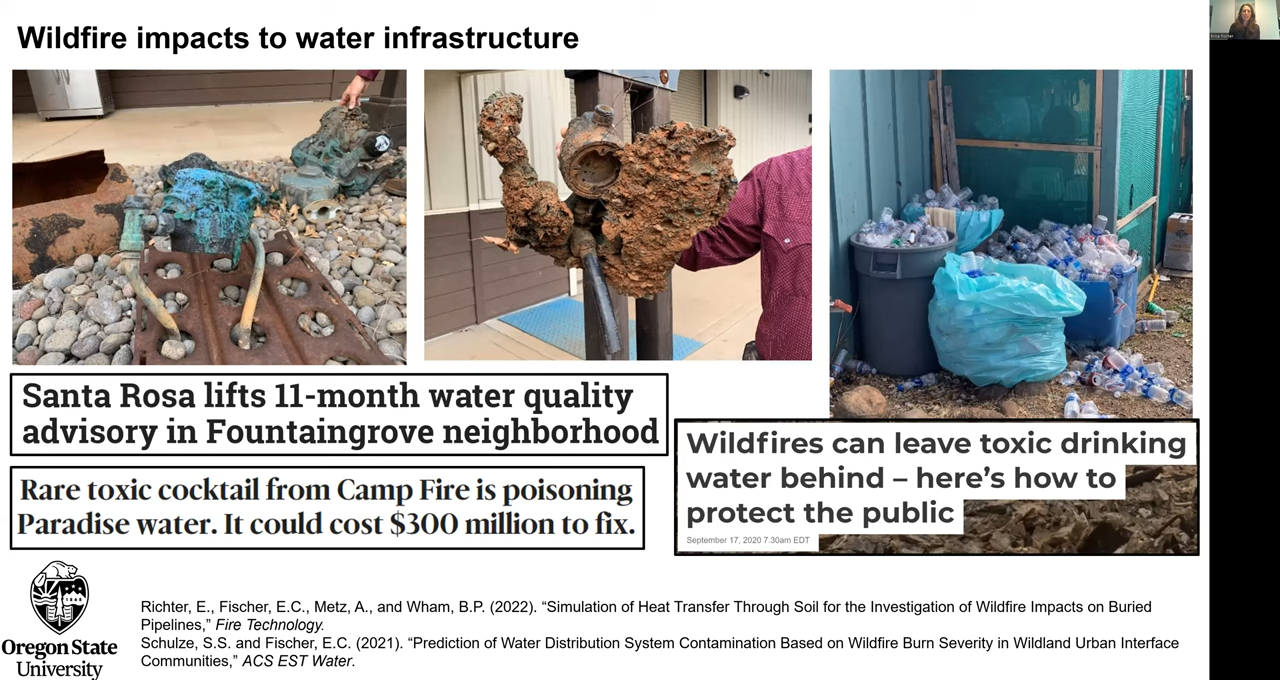 Wildfire impacts to water infrastructure
Erica Fischer
Santa Rosa lifts 11-month water quality
advisory in Fountaingrove neighborhood
Rare toxic cocktail from Camp Fire is poisoning
Paradise water. It could cost $300 million to fix.
Wildfires can leave toxic drinking
water behind – here’s how to
protect the public
September 17, 2020 7.30am EDT
Oregon State
University
Richter, E., Fischer, E.C., Metz, A., and Wham, B.P. (2022). “Simulation of Heat Transfer Through Soil for the Investigation of Wildfire Impacts on Buried
Pipelines,” Fire Technology.
Schulze, S.S. and Fischer, E.C. (2021). “Prediction of Water Distribution System Contamination Based on Wildfire Burn Severity in Wildland Urban Interface
Communities,” ACS EST Water.